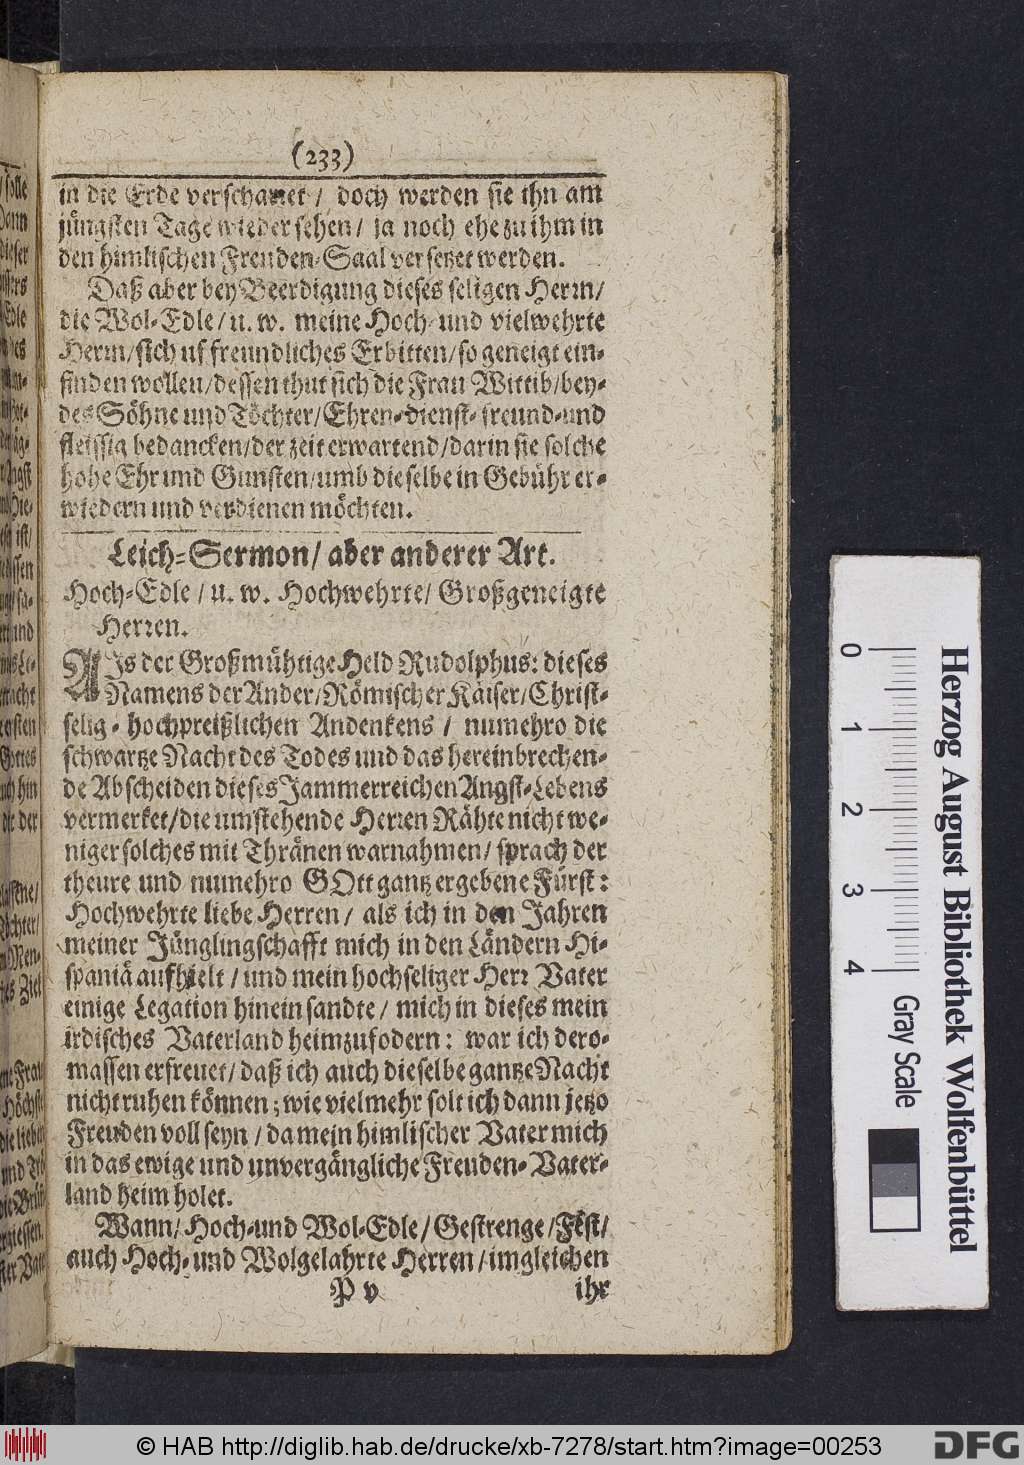 (233)
in die Erde verscharret / doch werden sie ihn am
jüngsten Tage wieder sehen / ja noch ehe zu ihm in
den himlischen Freuden-Saal versetzet werden.
Daß aber bey Beerdigung dieses seligen Herrn /
die Wol-Edle / u. w. meine Hoch- und vielwehrte
Herrn / sich uf freundliches Erbitten / so geneigt ein-
finden wollen / dessen thut sich die Frau Wittib / bey-
des Söhne und Töchter / Ehren-dienst-freund- und
fleissig bedancken / der zeit erwartend / darin sie solche
hohe Ehr und Gunsten / umb dieselbe in Gebühr er-
wiedern und verdienen möchten.
Leich-Sermon / aber anderer Art.
Hoch-Edle / u. w. Hochwehrte / Großgeneigte
Herren.
Als der Großmühtige Held Rudolphus: dieses
Namens der Ander / Römischer Käiser / Christ-
selig-hochpreißlichen Andenkens / numehro die
schwartze Nacht des Todes und das hereinbrechen-
de Abscheiden dieses Jammerreichen Angst-Lebens
vermerket / die umstehende Herren Rähte nicht we-
niger solches mit Thränen warnahmen / sprach der
theure und numehro GOtt gantz ergebene Fürst:
Hochwehrte liebe Herren / als ich in den Jahren
meiner Jünglingschafft mich in den Ländern Hi-
spaniä aufhielt / und mein hochseliger Herr Vater
einige Legation hinein sandte / mich in dieses mein
irdisches Vaterland heimzufodern: war ich dero-
massen erfreuet / daß ich auch dieselbe gantze Nacht
nicht ruhen können; wie vielmehr solt ich dann jetzo
Freuden voll seyn / da mein himlischer Vater mich
in das ewige und unvergängliche Freuden-Vater-
land heim holet.
Wann / Hoch- und Wol-Edle / Gestrenge / Fest /
auch Hoch- und Wolgelahrte Herren / imgleichen
P v ihr
Herzog August Bibliothek Wolfenbüttel
0 1 2 3 4 Gray Scale
© HAB http://diglib.hab.de/drucke/xb-7278/start.htm?image=00253
DFG